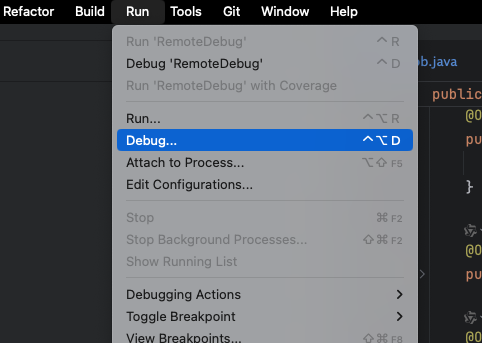 Refactor Build Run Tools Git Window Help
Run 'RemoteDebug' ⌃ R
Debug 'RemoteDebug' ⌃ D
Run 'RemoteDebug' with Coverage
ob.java
public
Run... ⌃⌥ R
@O
Debug... ⌃⌥ D
pu
Attach to Process... ⌥⇧ F5
Edit Configurations... }
Stop ⌘ F2
Stop Background Processes... ⇧⌘ F2
@O
Show Running List
pu
Debugging Actions
Toggle Breakpoint
View Breakpoints... ⇧⌘ F8
@O